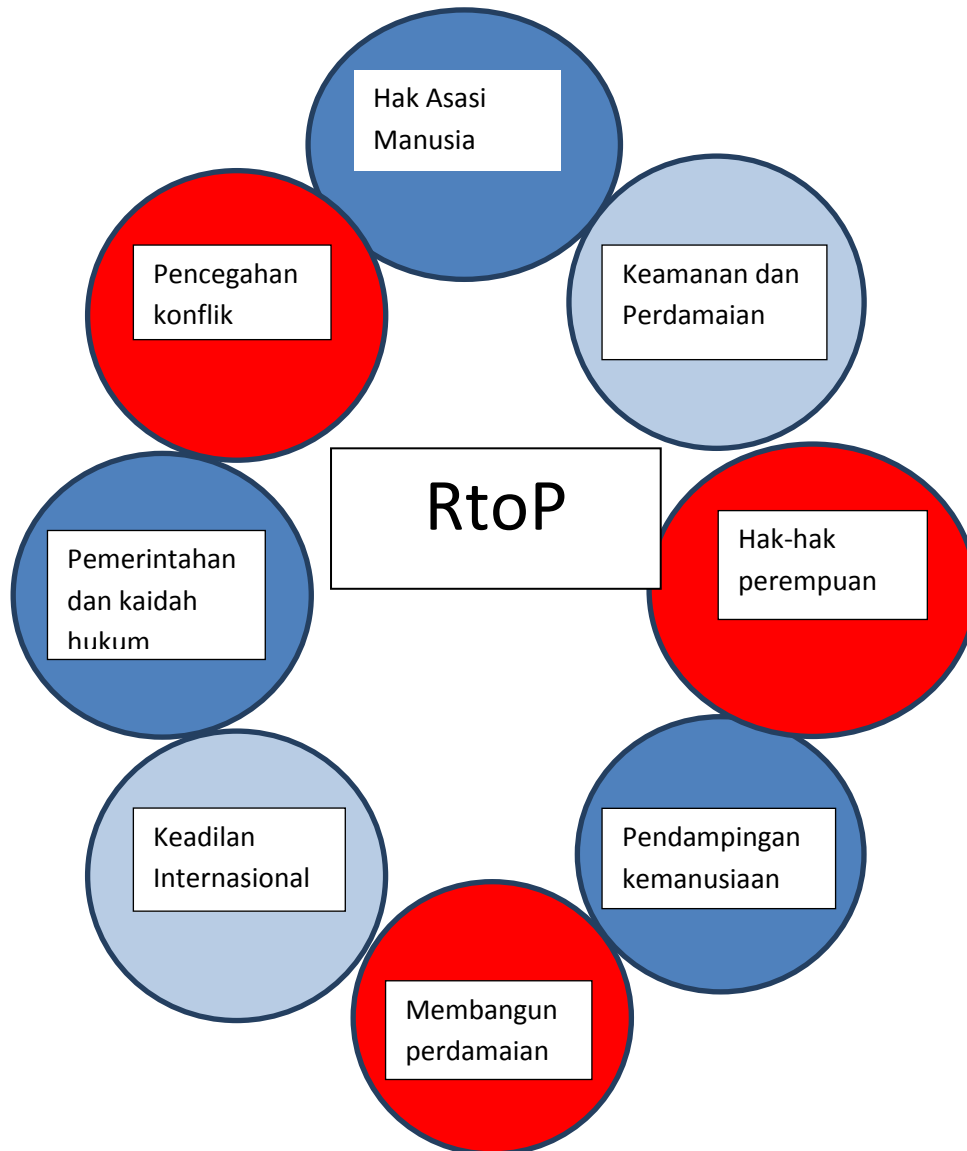 Hak Asasi
Manusia
Pencegahan
konflik
Keamanan dan
Perdamaian
RtoP
Pemerintahan
dan kaidah
hukum
Hak-hak
perempuan
Keadilan
Internasional
Pendampingan
kemanusiaan
Membangun
perdamaian